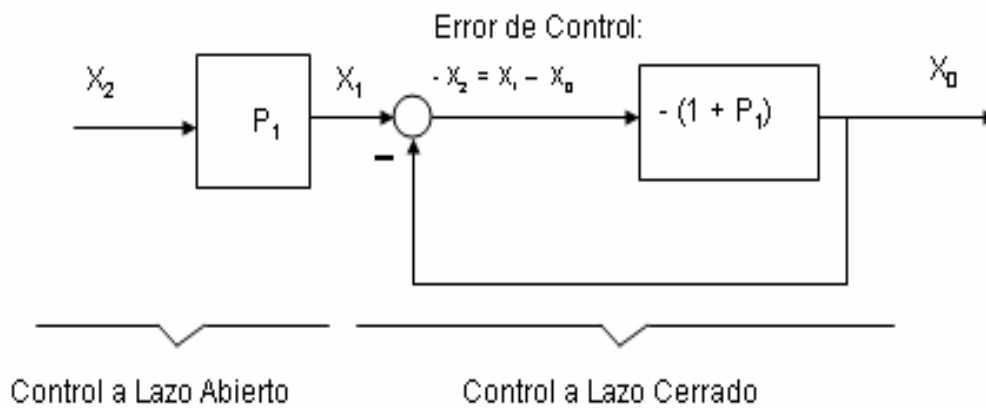 Error de Control:
X₂
X₁
- X₂ = X₁ – X₀
X₀
P₁
- (1 + P₁)
–
Control a Lazo Abierto
Control a Lazo Cerrado